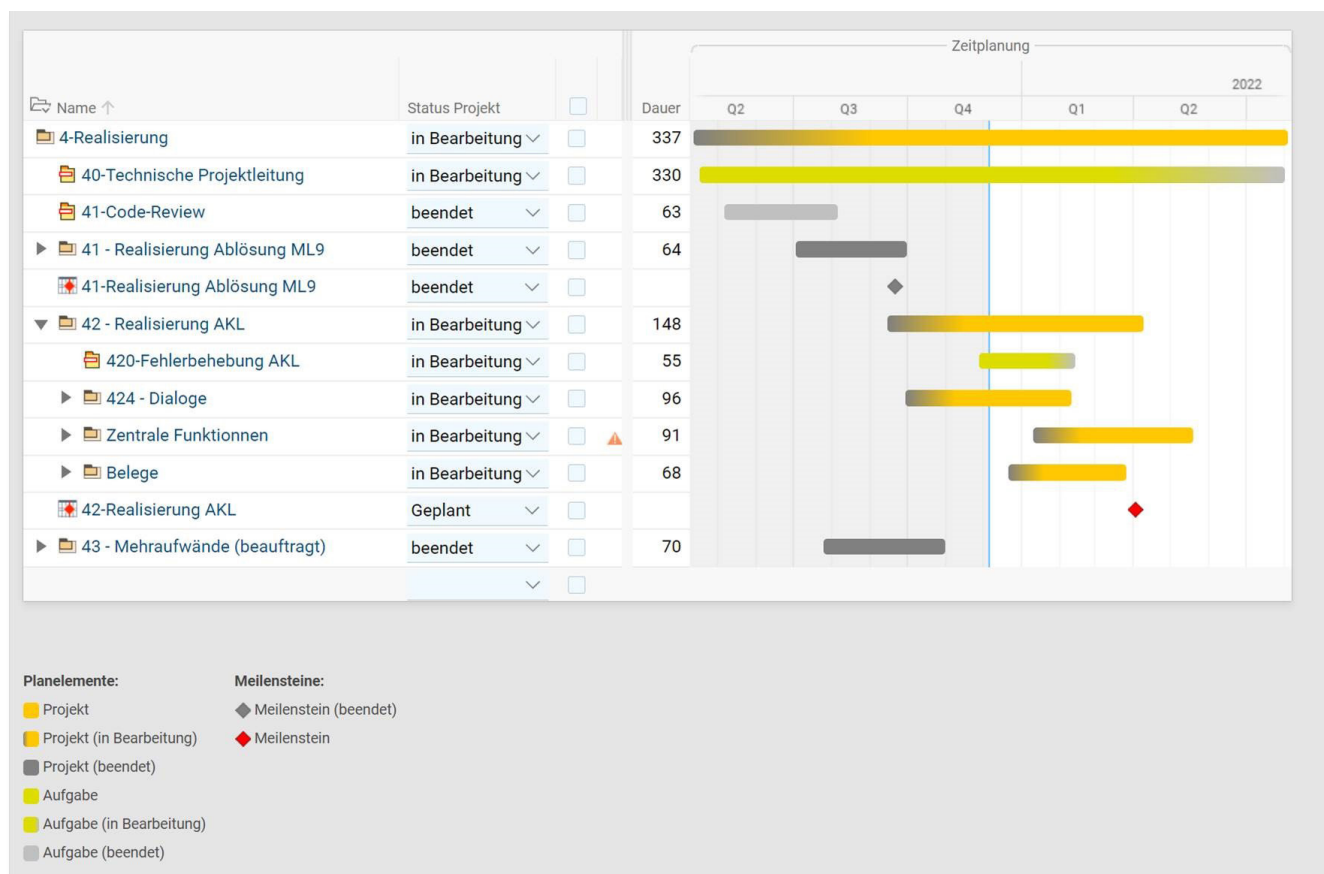 Zeitplanung
2022
Name Status Projekt Dauer Q2 Q3 Q4 Q1 Q2
4-Realisierung in Bearbeitung 337
40-Technische Projektleitung in Bearbeitung 330
41-Code-Review beendet 63
41 - Realisierung Ablösung ML9 beendet 64
41-Realisierung Ablösung ML9 beendet
42 - Realisierung AKL in Bearbeitung 148
420-Fehlerbehebung AKL in Bearbeitung 55
424 - Dialoge in Bearbeitung 96
Zentrale Funktionnen in Bearbeitung 91
Belege in Bearbeitung 68
42-Realisierung AKL Geplant
43 - Mehraufwände (beauftragt) beendet 70
Planelemente: Meilensteine:
Projekt Meilenstein (beendet)
Projekt (in Bearbeitung) Meilenstein
Projekt (beendet)
Aufgabe
Aufgabe (in Bearbeitung)
Aufgabe (beendet)